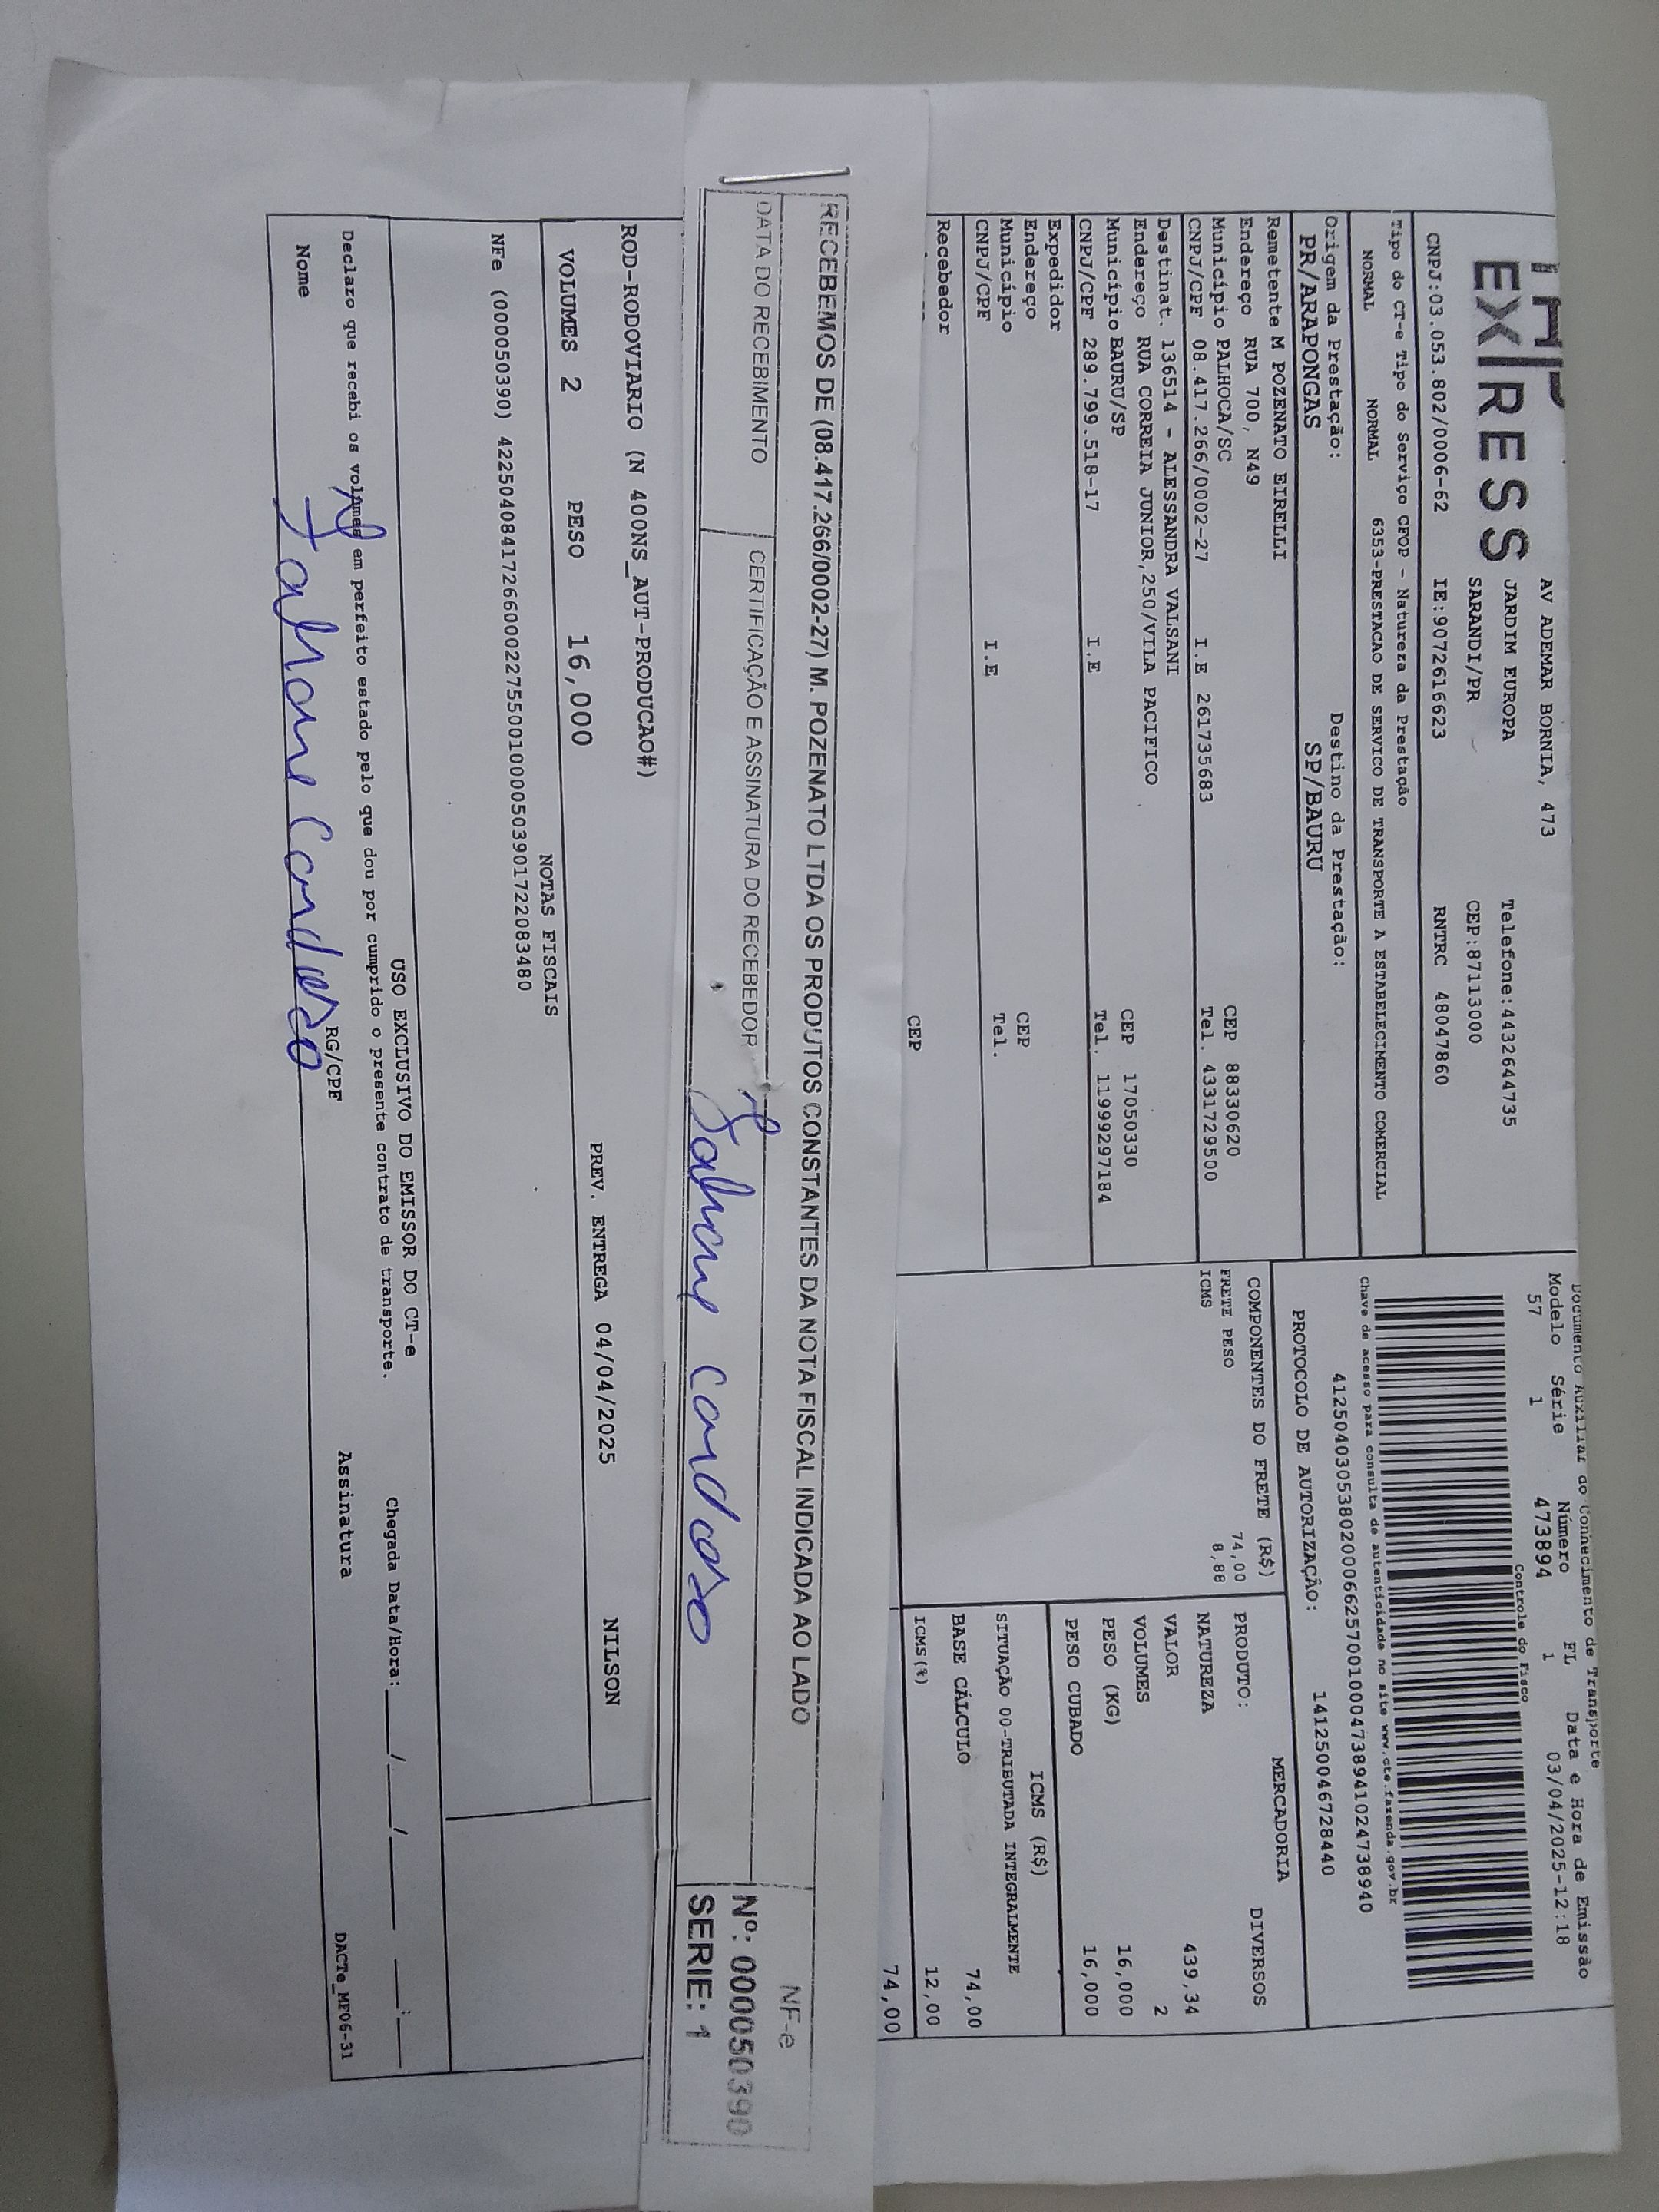 EXPRESS
AV ADEMAR BORNIA, 473
JARDIM EUROPA
SARANDI/PR
Telefone:4432644735
CEP:87113000
CNPJ:03.053.802/0006-62 IE:9072616623 RNTRC 48047860
Tipo do CT-e Tipo do Serviço CFOP - Natureza da Prestação
NORMAL NORMAL 6353-PRESTACAO DE SERVICO DE TRANSPORTE A ESTABELECIMENTO COMERCIAL
Origem da Prestação: Destino da Prestação:
PR/ARAPONGAS SP/BAURU
Remetente M POZENATO EIRELLI
Endereço RUA 700, N49 CEP 88330620
Município PALHOCA/SC Tel. 4331729500
CNPJ/CPF 08.417.266/0002-27 I.E 261735683
Destinat. 136514 - ALESSANDRA VALSANI
Endereço RUA CORREIA JUNIOR,250/VILA PACIFICO CEP 17050330
Município BAURU/SP Tel. 11999297184
CNPJ/CPF 289.799.518-17 I.E
Expedidor
Endereço CEP
Município Tel.
CNPJ/CPF I.E
Recebedor
CEP
Documento Auxiliar do Conhecimento de Transporte
Modelo Série Número FL Data e Hora de Emissão
57 1 473894 1 03/04/2025-12:18
Controle do Fisco
Chave de acesso para consulta de autenticidade no site www.cte.fazenda.gov.br
41250403053802000662570010004738941024738940
PROTOCOLO DE AUTORIZAÇÃO: 141250046728440
COMPONENTES DO FRETE (R$)
FRETE PESO 74,00
ICMS 8,88
MERCADORIA
PRODUTO: DIVERSOS
NATUREZA
VALOR 439,34
VOLUMES 2
PESO (KG) 16,000
PESO CUBADO 16,000
ICMS (R$)
SITUAÇÃO 00-TRIBUTADA INTEGRALMENTE
BASE CÁLCULO 74,00
ICMS(%) 12,00
74,00
RECEBEMOS DE (08.417.266/0002-27) M. POZENATO LTDA OS PRODUTOS CONSTANTES DA NOTA FISCAL INDICADA AO LADO
DATA DO RECEBIMENTO CERTIFICAÇÃO E ASSINATURA DO RECEBEDOR
NF-e
Nº: 000050390
SERIE: 1
ROD-RODOVIARIO (N 400NS_AUT-PRODUCAO#)
VOLUMES 2 PESO 16,000 PREV. ENTREGA 04/04/2025 NILSON
NOTAS FISCAIS
NFe (000050390) 42250408417266000227550010000503901722083480
USO EXCLUSIVO DO EMISSOR DO CT-e
Declaro que recebi os volumes em perfeito estado pelo que dou por cumprido o presente contrato de transporte. Chegada Data/Hora:____/____/______ ___:___
Nome RG/CPF Assinatura
DACTe_MF06-31